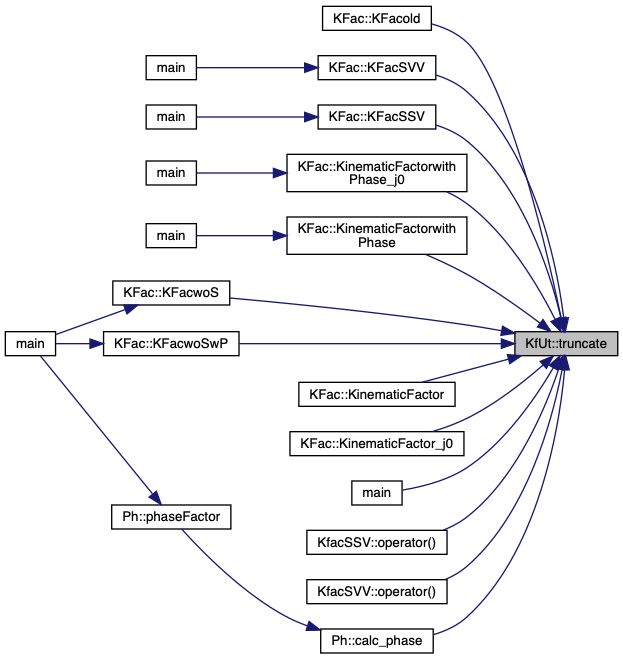 KFac::KFacold
main
KFac::KFacSVV
main
KFac::KFacSSV
main
KFac::KinematicFactorwith
Phase_j0
main
KFac::KinematicFactorwith
Phase
KFac::KFacwoS
main
KFac::KFacwoSwP
KfUt::truncate
KFac::KinematicFactor
KFac::KinematicFactor_j0
main
Ph::phaseFactor
KfacSSV::operator()
KfacSVV::operator()
Ph::calc_phase